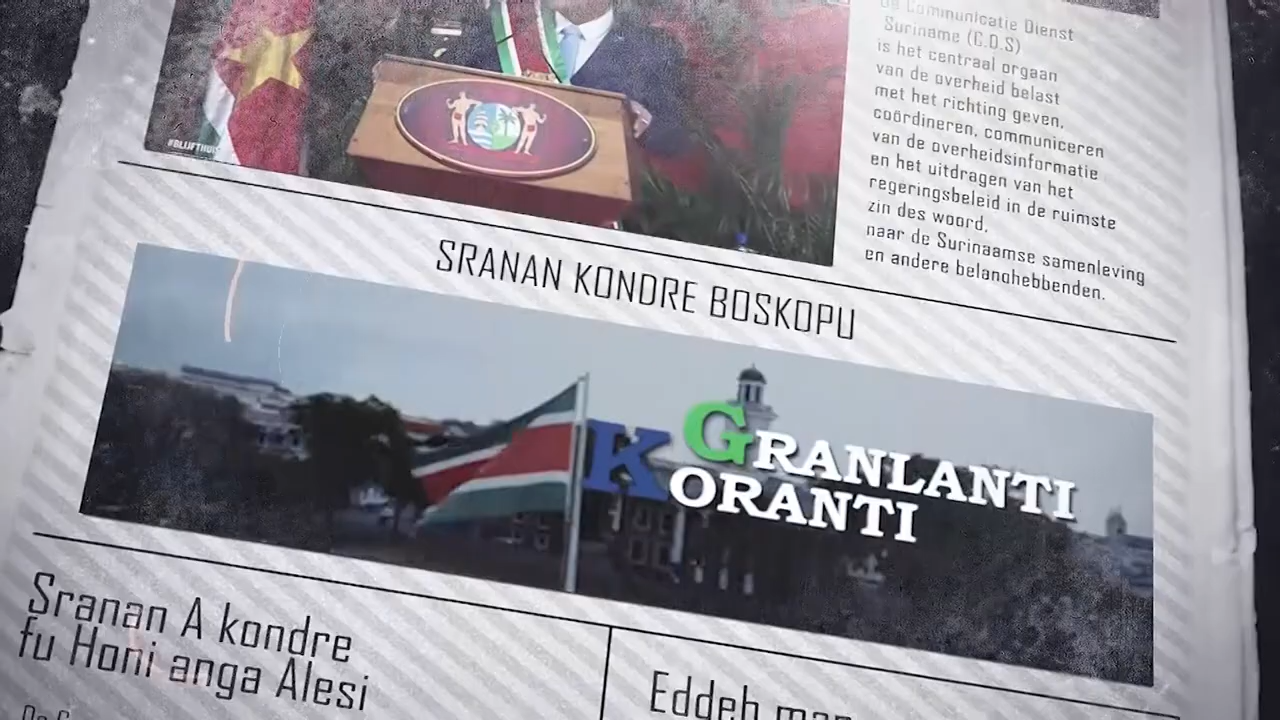 De Communicatie Dienst
Suriname (C.D.S)
is het centraal orgaan
van de overheid belast
met het richting geven,
coördineren, communiceren
van de overheidsinformatie
en het uitdragen van het
regeringsbeleid in de ruimste
zin des woord,
naar de Surinaamse samenleving
en andere belanghebbenden.
SRANAN KONDRE BOSKOPU
GRANLANTI
KORANTI
Sranan A kondre
fu Honi anga Alesi
Eddeh man